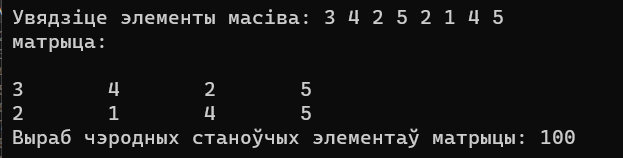 Увядзіце элементы масіва: 3 4 2 5 2 1 4 5
матрыца:
3 4 2 5
2 1 4 5
Выраб чэродных станоўчых элементаў матрыцы: 100